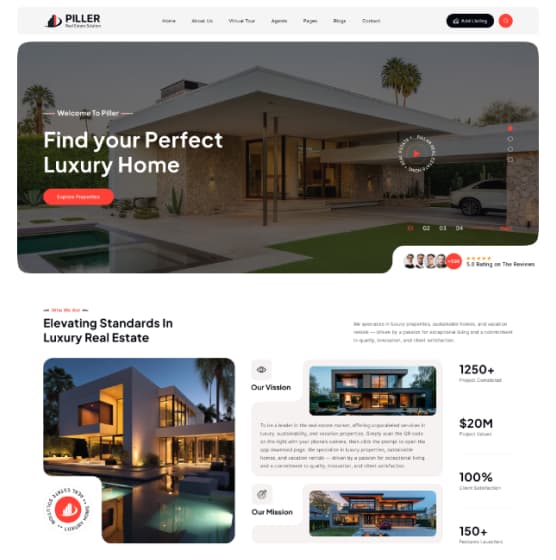 PILLER
Real Estate Solution
Home
About Us
Virtual Tour
Agents
Pages
Blogs
Contact
Add Listing
Welcome To Piller
Find your Perfect
Luxury Home
Explore Properties
01
02
03
04
5.0 Rating on The Reviews
Who We Are
Elevating Standards In
Luxury Real Estate
We specialize in luxury properties, sustainable homes, and vacation
rentals — driven by a passion for exceptional living and a commitment
to quality, innovation, and client satisfaction.
Our Vission
To be a leader in the real estate market, offering unparalleled services in
luxury, sustainability, and vacation properties. Simply scan the QR code
on the right with your phone's camera, then click the prompt to open the
app download page. We specialize in luxury properties, sustainable
homes, and vacation rentals — driven by a passion for exceptional living
and a commitment to quality, innovation, and client satisfaction.
Our Mission
1250+
Project Completed
$20M
Project Valued
100%
Client Satisfaction
150+